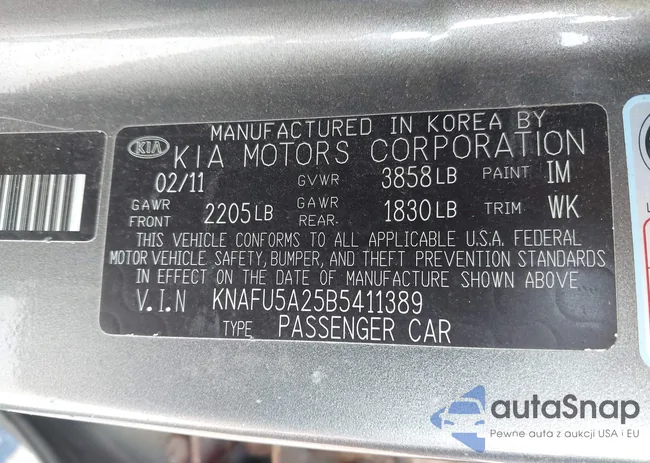 MANUFACTURED IN KOREA BY
KIA KIA MOTORS CORPORATION
02/11 GVWR 3858LB PAINT IM
GAWR FRONT 2205LB GAWR REAR. 1830LB TRIM WK
THIS VEHICLE CONFORMS TO ALL APPLICABLE U.S.A. FEDERAL
MOTOR VEHICLE SAFETY, BUMPER, AND THEFT PREVENTION STANDARDS
IN EFFECT ON THE DATE OF MANUFACTURE SHOWN ABOVE
V.I.N KNAFU5A25B5411389
TYPE PASSENGER CAR
autaSnap
Pewne auta z aukcji USA i EU